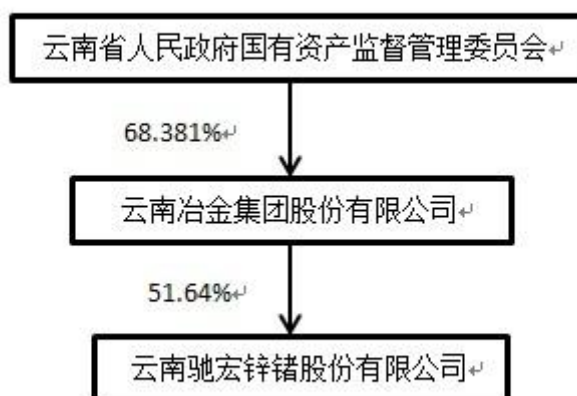 云南省人民政府国有资产监督管理委员会↵
68.381%↵
云南冶金集团股份有限公司↵
51.64%↵
云南驰宏锌锗股份有限公司↵